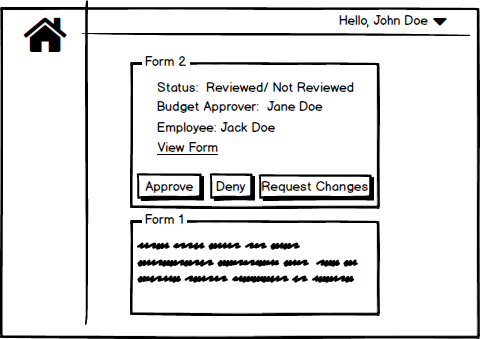 Hello, John Doe
Form 2
Status: Reviewed/ Not Reviewed
Budget Approver: Jane Doe
Employee: Jack Doe
View Form
Approve Deny Request Changes
Form 1